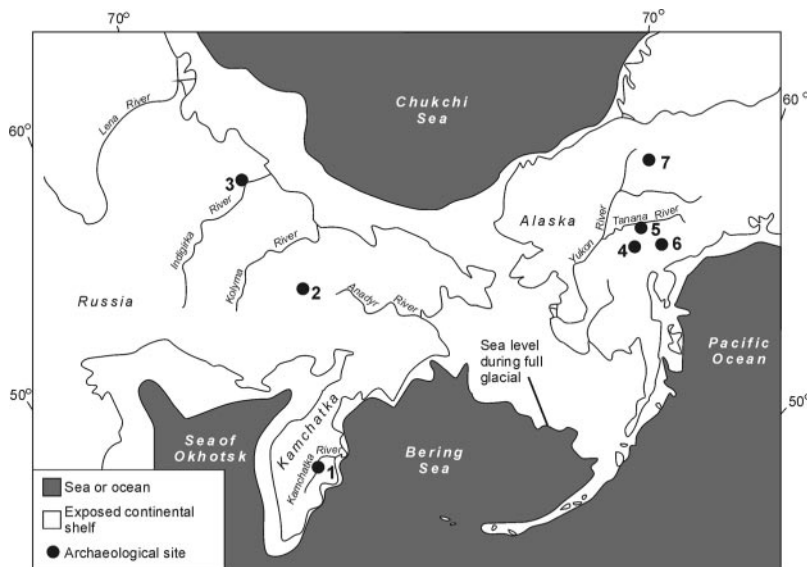 70°
70°
60°
60°
50°
50°
Chukchi
Sea
Lena River
3
7
Alaska
Indigirka River
Kolyma River
Yukon River
Tanana River
5
4
6
2
Russia
Anadyr River
Sea level
during full
glacial
Pacific
Ocean
Sea of
Okhotsk
Kamchatka
Kamchatka River
1
Bering
Sea
Sea or ocean
Exposed continental
shelf
Archaeological site